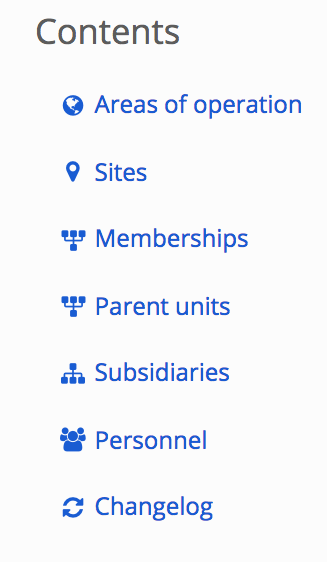 Contents
Areas of operation
Sites
Memberships
Parent units
Subsidiaries
Personnel
Changelog